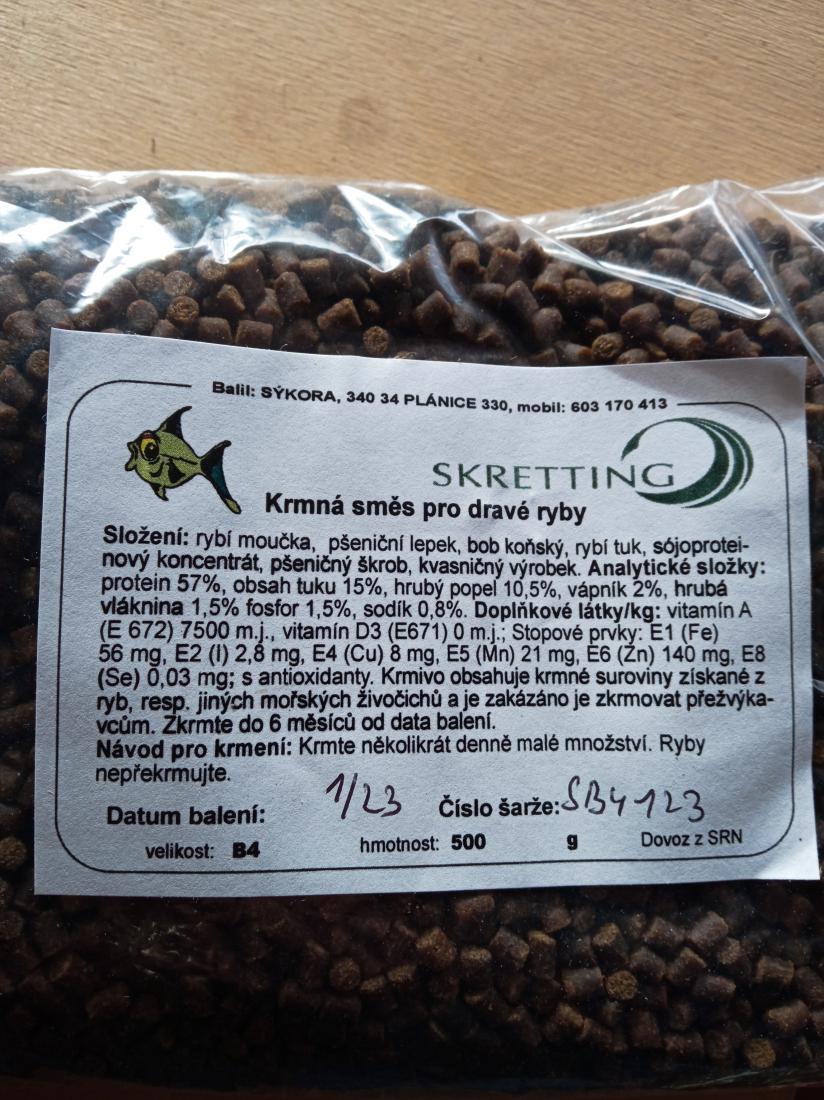 Balil: SÝKORA, 340 34 PLÁNICE 330, mobil: 603 170 413
SKRETTING
Krmná směs pro dravé ryby
Složení: rybí moučka, pšeniční lepek, bob koňský, rybí tuk, sójoprotei-
nový koncentrát, pšeničný škrob, kvasničný výrobek. Analytické složky:
protein 57%, obsah tuku 15%, hrubý popel 10,5%, vápník 2%, hrubá
vláknina 1,5% fosfor 1,5%, sodík 0,8%. Doplňkové látky/kg: vitamín A
(E 672) 7500 m.j., vitamín D3 (E671) 0 m.j.; Stopové prvky: E1 (Fe)
56 mg, E2 (I) 2,8 mg, E4 (Cu) 8 mg, E5 (Mn) 21 mg, E6 (Zn) 140 mg, E8
(Se) 0,03 mg; s antioxidanty. Krmivo obsahuje krmné suroviny získané z
ryb, resp. jiných mořských živočichů a je zakázáno je zkrmovat přežvýka-
vcům. Zkrmte do 6 měsíců od data balení.
Návod pro krmení: Krmte několikrát denně malé množství. Ryby
nepřekrmujte.
Datum balení: 1/23 Číslo šarže: SB4123
velikost: B4 hmotnost: 500 g Dovoz z SRN